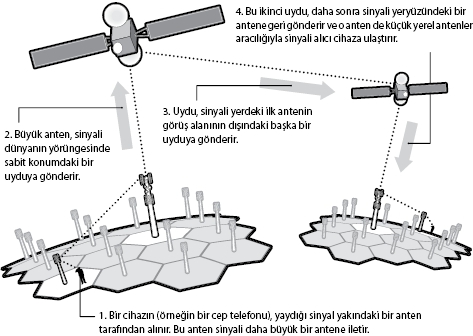 4. Bu ikinci uydu, daha sonra sinyali yeryüzündeki bir
antene geri gönderir ve o anten de küçük yerel antenler
aracılığıyla sinyali alıcı cihaza ulaştırır.
3. Uydu, sinyali yerdeki ilk antenin
görüş alanının dışındaki başka bir
uyduya gönderir.
2. Büyük anten, sinyali
dünyanın yörüngesinde
sabit konumdaki bir
uyduya gönderir.
1. Bir cihazın (örneğin bir cep telefonu), yaydığı sinyal yakındaki bir anten
tarafından alınır. Bu anten sinyali daha büyük bir antene iletir.